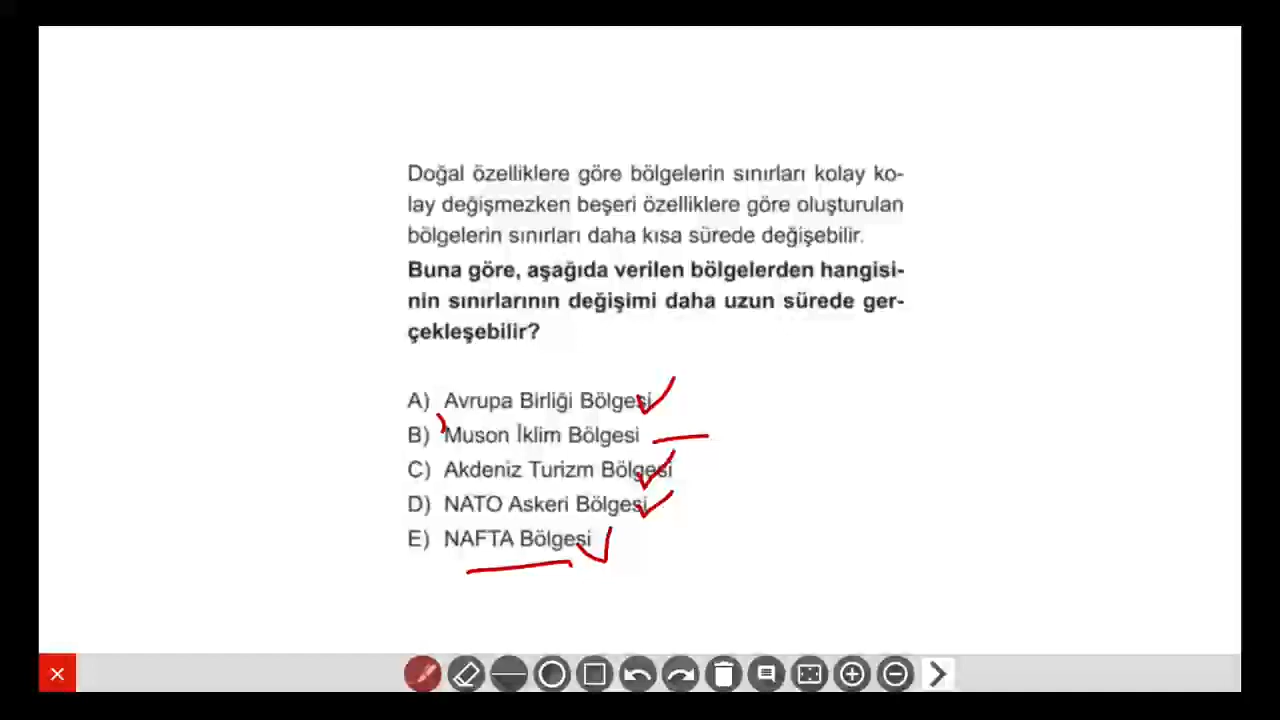 Doğal özelliklere göre bölgelerin sınırları kolay ko-
lay değişmezken beşeri özelliklere göre oluşturulan
bölgelerin sınırları daha kısa sürede değişebilir.
Buna göre, aşağıda verilen bölgelerden hangisi-
nin sınırlarının değişimi daha uzun sürede ger-
çekleşebilir?
A) Avrupa Birliği Bölgesi
B) Muson İklim Bölgesi
C) Akdeniz Turizm Bölgesi
D) NATO Askeri Bölgesi
E) NAFTA Bölgesi